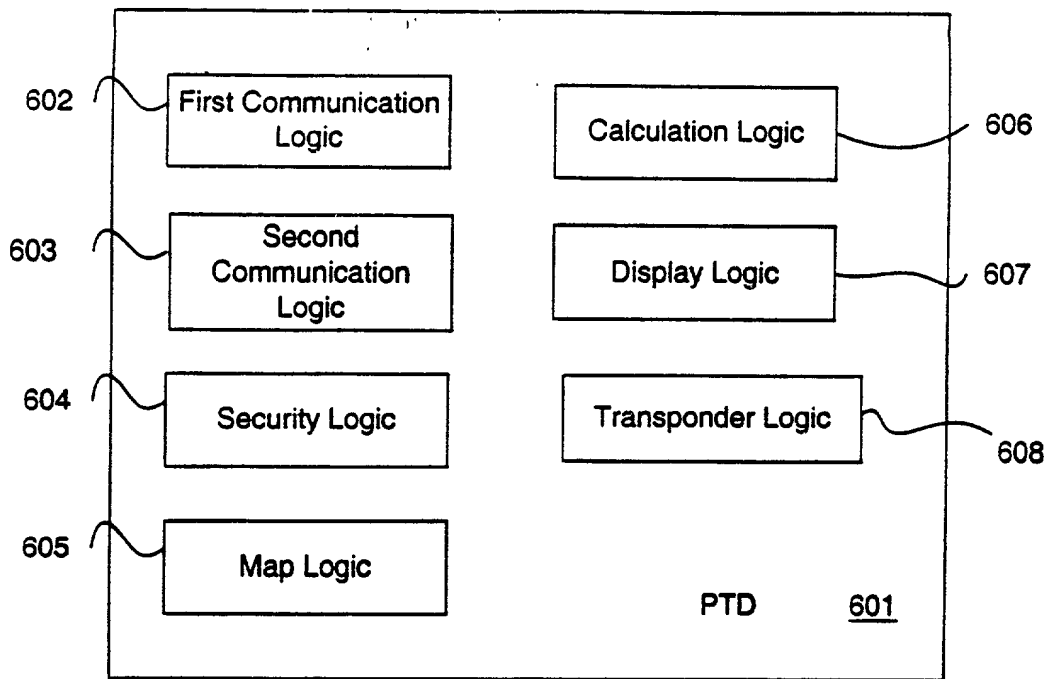 602
First Communication
Logic
603
Second
Communication
Logic
604
Security Logic
605
Map Logic
Calculation Logic
606
Display Logic
607
Transponder Logic
608
PTD 601